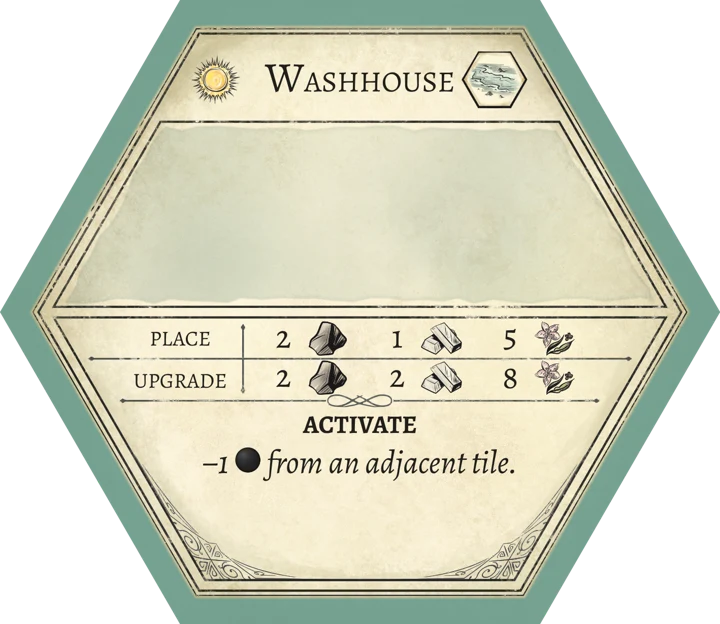 WASHHOUSE
PLACE 2 1 5
UPGRADE 2 2 8
ACTIVATE
–1 from an adjacent tile.